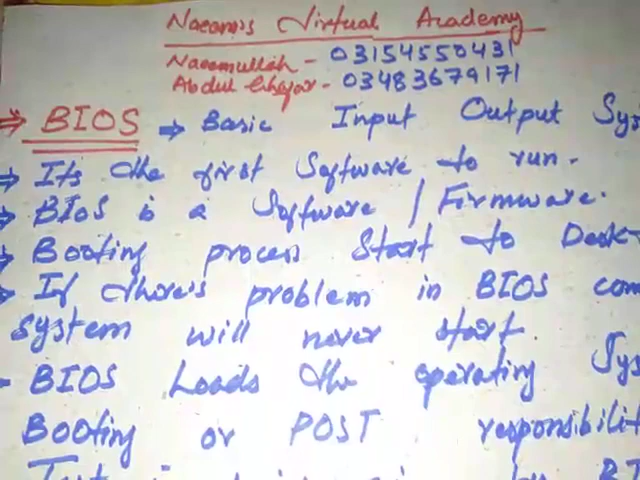 Naeem's Virtual Academy
Naeemullah - 03154550431
Abdul Ghafar - 03483679171
⇒ BIOS ⇒ Basic Input Output Sys
⇒ Its the first Software to run.
⇒ BIOS is a Software / Firmware.
⇒ Booting process Start to Desk
⇒ If there's problem in BIOS com
system will never start.
- BIOS Loads the operating Sys
Booting or POST responsibilit